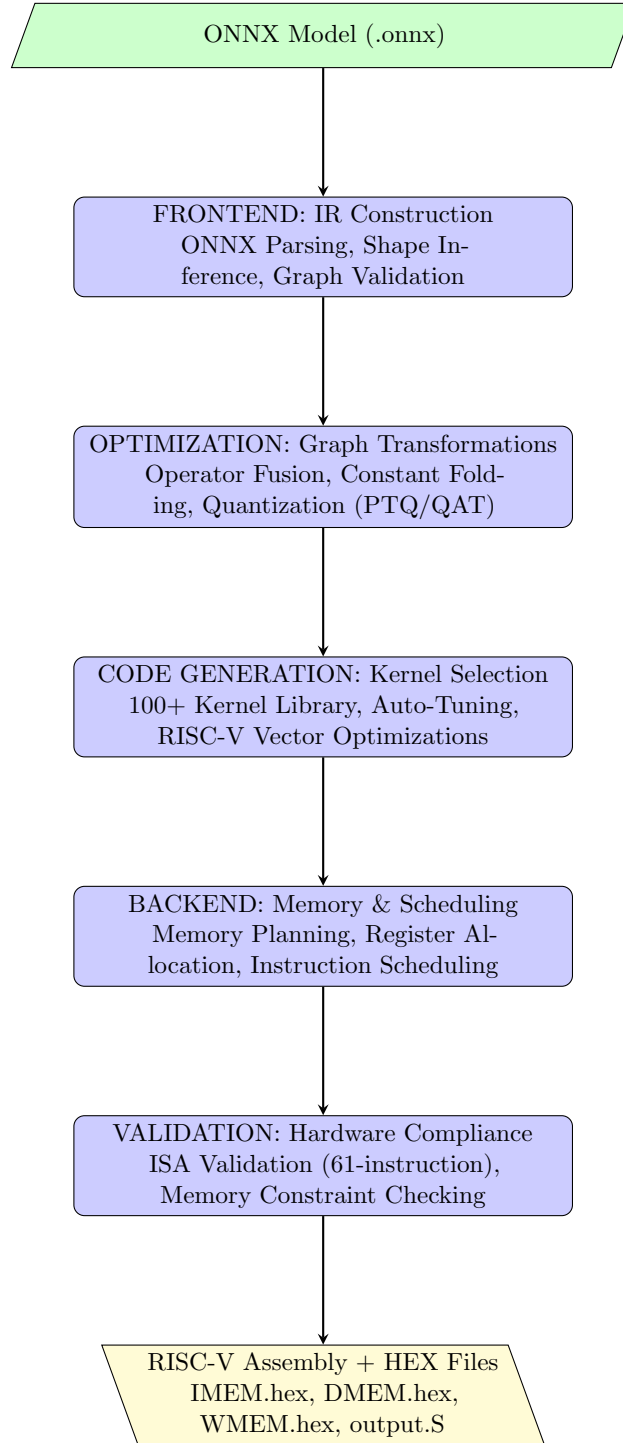 ONNX Model (.onnx)
FRONTEND: IR Construction
ONNX Parsing, Shape In-
ference, Graph Validation
OPTIMIZATION: Graph Transformations
Operator Fusion, Constant Fold-
ing, Quantization (PTQ/QAT)
CODE GENERATION: Kernel Selection
100+ Kernel Library, Auto-Tuning,
RISC-V Vector Optimizations
BACKEND: Memory & Scheduling
Memory Planning, Register Al-
location, Instruction Scheduling
VALIDATION: Hardware Compliance
ISA Validation (61-instruction),
Memory Constraint Checking
RISC-V Assembly + HEX Files
IMEM.hex, DMEM.hex,
WMEM.hex, output.S